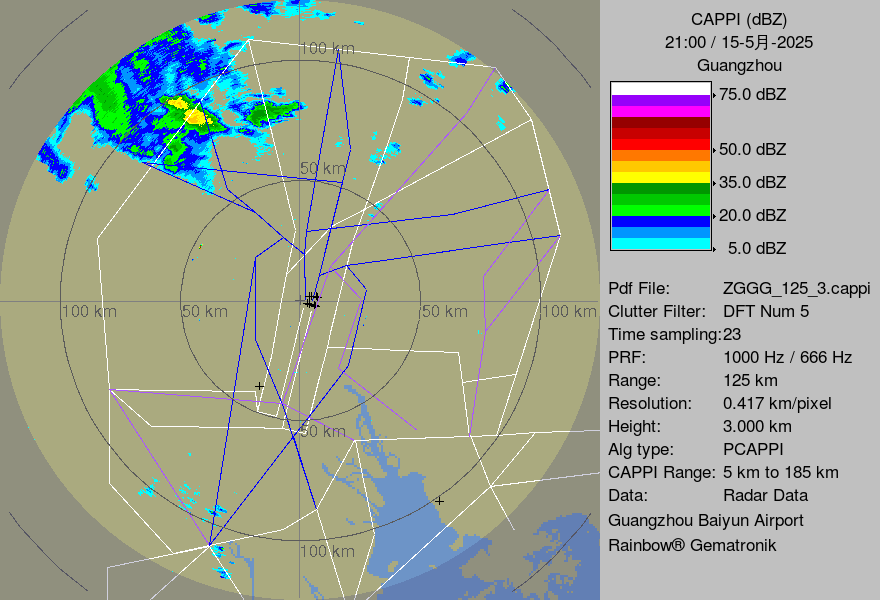 CAPPI (dBZ)
21:00 / 15-5月-2025
Guangzhou
75.0 dBZ
50.0 dBZ
35.0 dBZ
20.0 dBZ
5.0 dBZ
Pdf File: ZGGG_125_3.cappi
Clutter Filter: DFT Num 5
Time sampling:23
PRF: 1000 Hz / 666 Hz
Range: 125 km
Resolution: 0.417 km/pixel
Height: 3.000 km
Alg type: PCAPPI
CAPPI Range: 5 km to 185 km
Data: Radar Data
Guangzhou Baiyun Airport
Rainbow® Gematronik
100 km
50 km
100 km
50 km
50 km
100 km
50 km
100 km